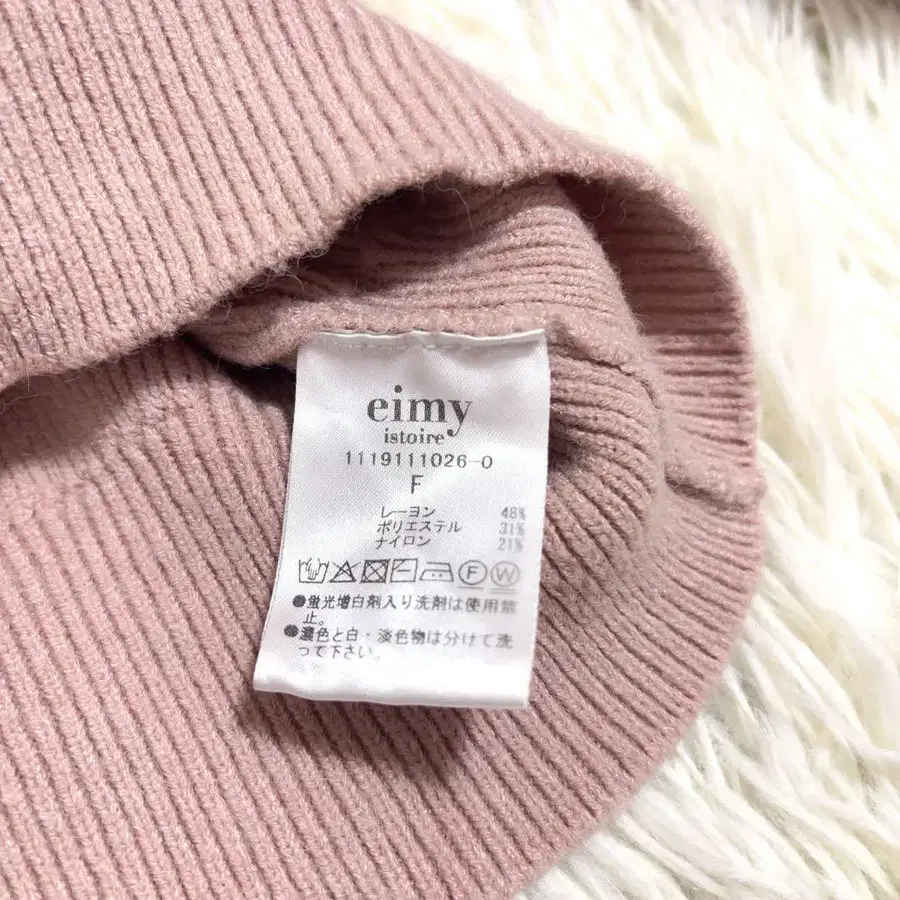 eimy
istoire
1119111026-0
F
レーヨン 48%
ポリエステル 31%
ナイロン 21%
F W
●蛍光増白剤入り洗剤は使用禁
止。
●濃色と白・淡色物は分けて洗
って下さい。